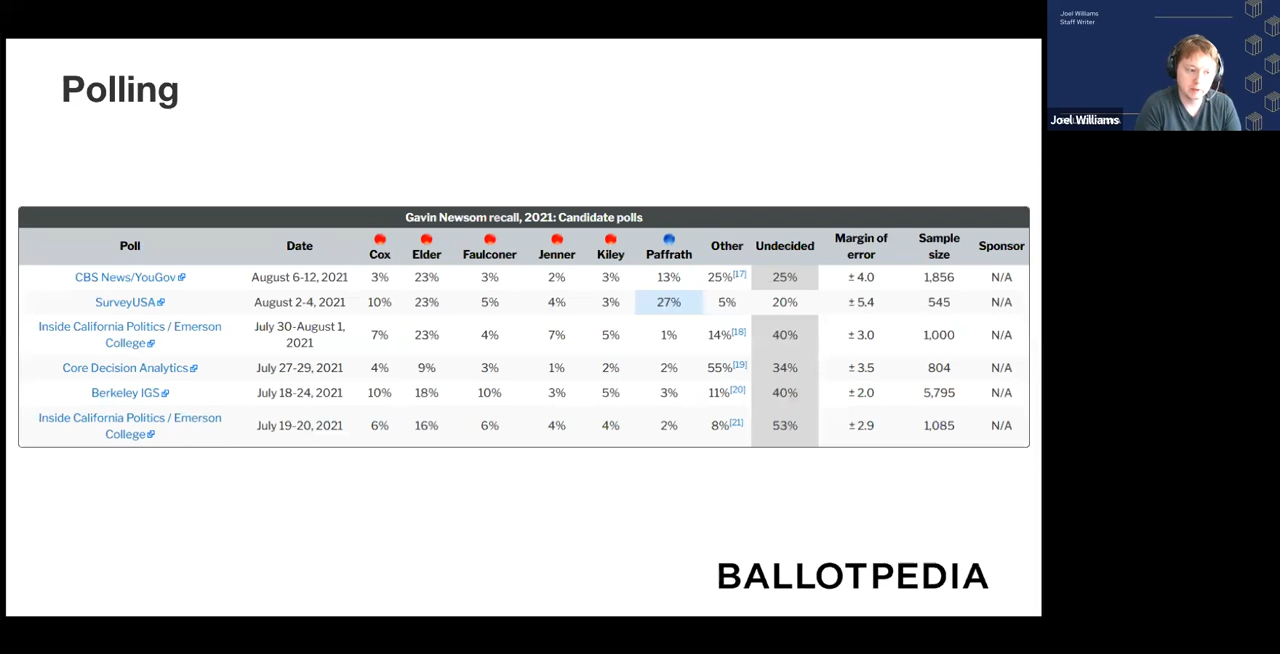 Polling
Gavin Newsom recall, 2021: Candidate polls
Poll Date Cox Elder Faulconer Jenner Kiley Paffrath Other Undecided Margin of error Sample size Sponsor
CBS News/YouGov August 6-12, 2021 3% 23% 3% 2% 3% 13% 25%[17] 25% ± 4.0 1,856 N/A
SurveyUSA August 2-4, 2021 10% 23% 5% 4% 3% 27% 5% 20% ± 5.4 545 N/A
Inside California Politics / Emerson College July 30-August 1, 2021 7% 23% 4% 7% 5% 1% 14%[18] 40% ± 3.0 1,000 N/A
Core Decision Analytics July 27-29, 2021 4% 9% 3% 1% 2% 2% 55%[19] 34% ± 3.5 804 N/A
Berkeley IGS July 18-24, 2021 10% 18% 10% 3% 5% 3% 11%[20] 40% ± 2.0 5,795 N/A
Inside California Politics / Emerson College July 19-20, 2021 6% 16% 6% 4% 4% 2% 8%[21] 53% ± 2.9 1,085 N/A
BALLOTPEDIA
Joel Williams
Staff Writer
Joel Williams